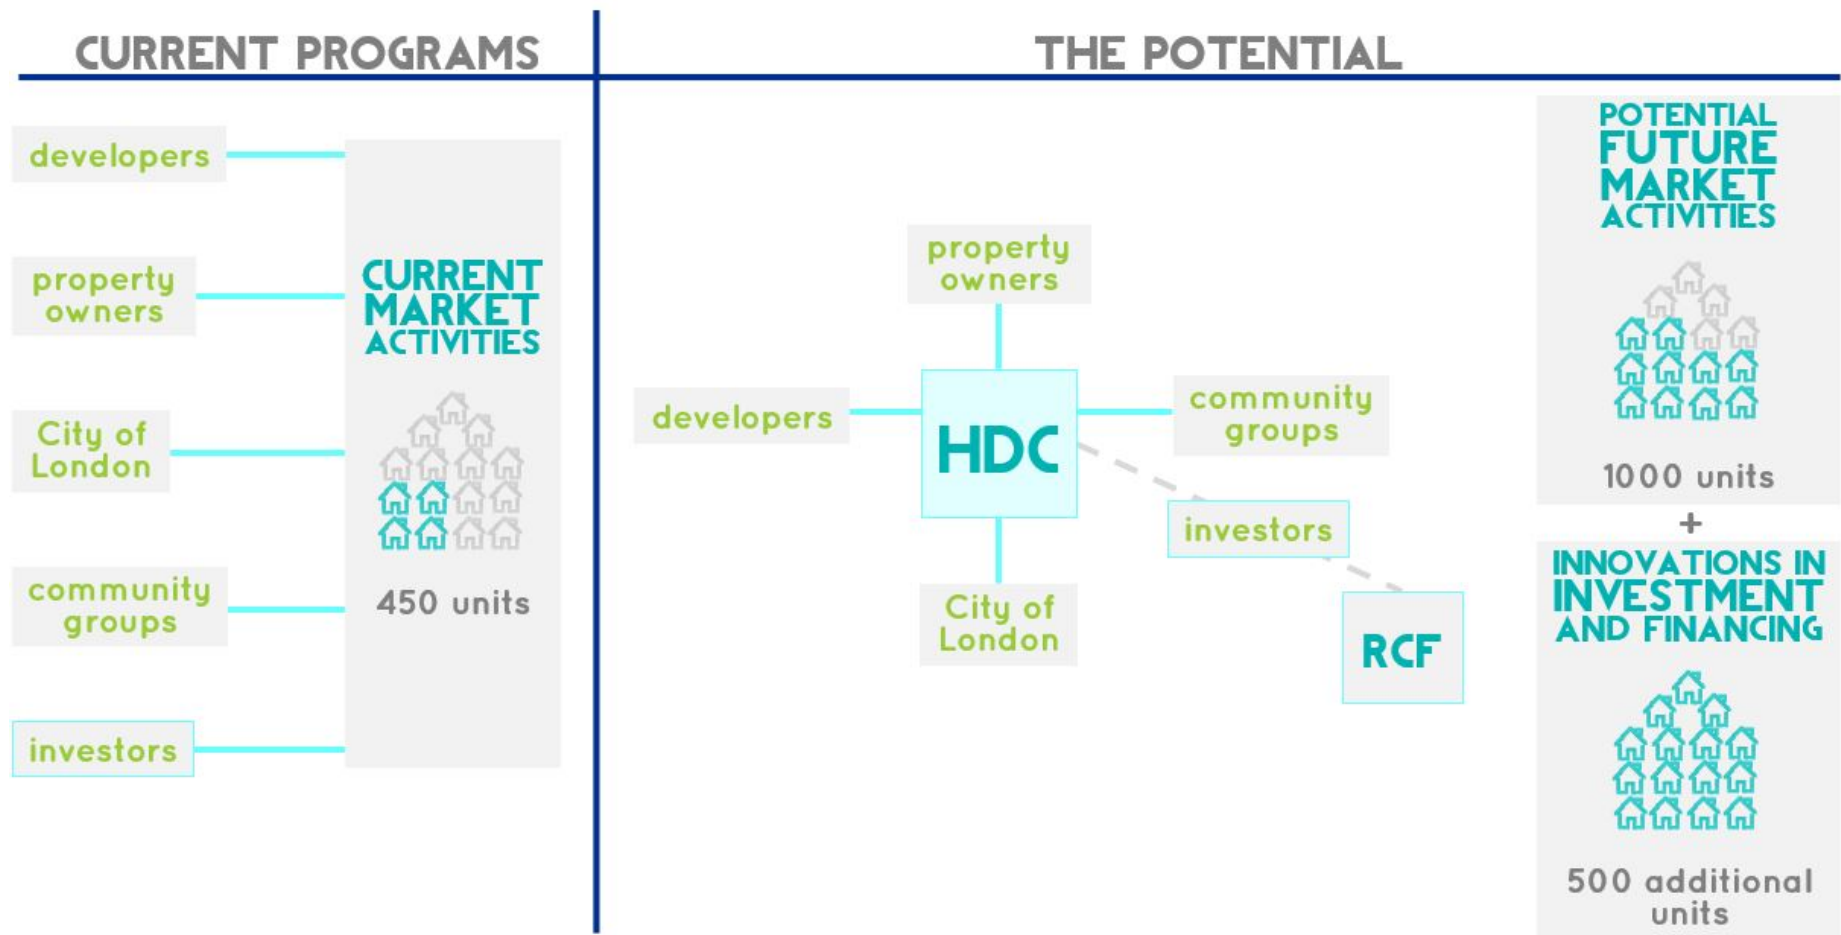 CURRENT PROGRAMS
developers
property
owners
City of
London
community
groups
investors
CURRENT
MARKET
ACTIVITIES
450 units
THE POTENTIAL
property
owners
developers
HDC
community
groups
investors
City of
London
RCF
POTENTIAL
FUTURE
MARKET
ACTIVITIES
1000 units
+
INNOVATIONS IN
INVESTMENT
AND FINANCING
500 additional
units